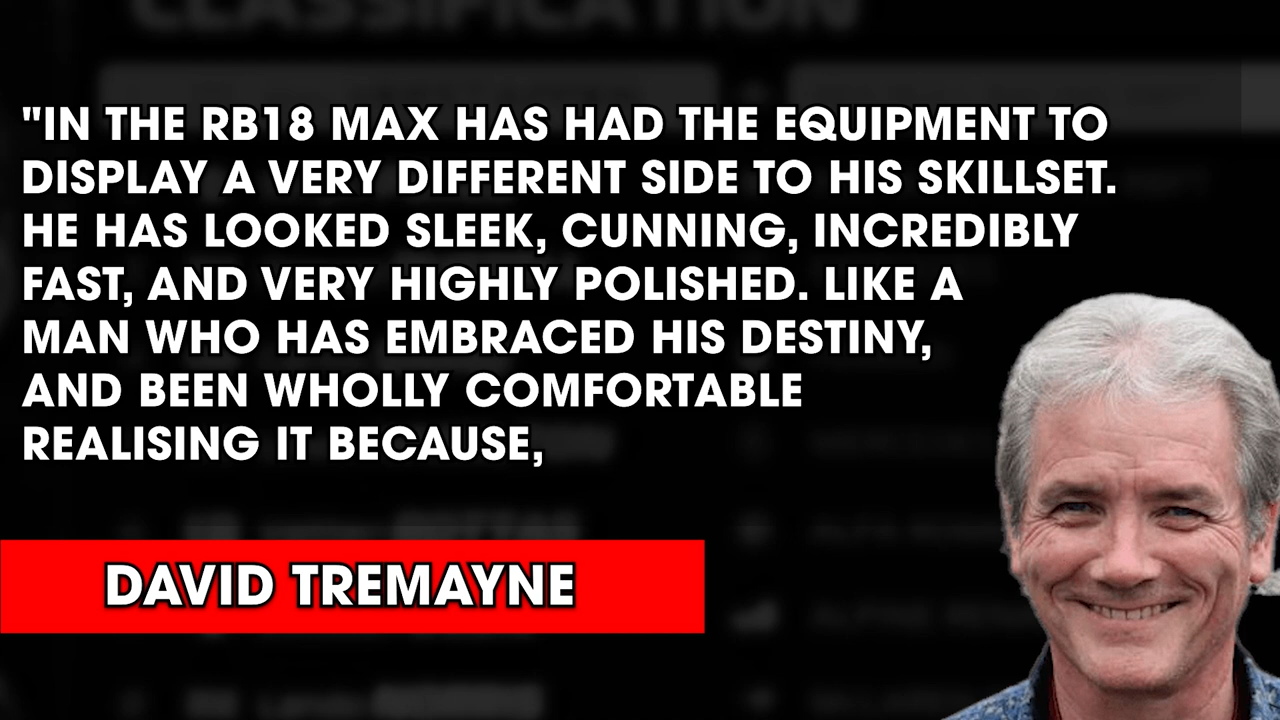 CLASSIFICATION
"IN THE RB18 MAX HAS HAD THE EQUIPMENT TO
DISPLAY A VERY DIFFERENT SIDE TO HIS SKILLSET.
HE HAS LOOKED SLEEK, CUNNING, INCREDIBLY
FAST, AND VERY HIGHLY POLISHED. LIKE A
MAN WHO HAS EMBRACED HIS DESTINY,
AND BEEN WHOLLY COMFORTABLE
REALISING IT BECAUSE,
DAVID TREMAYNE